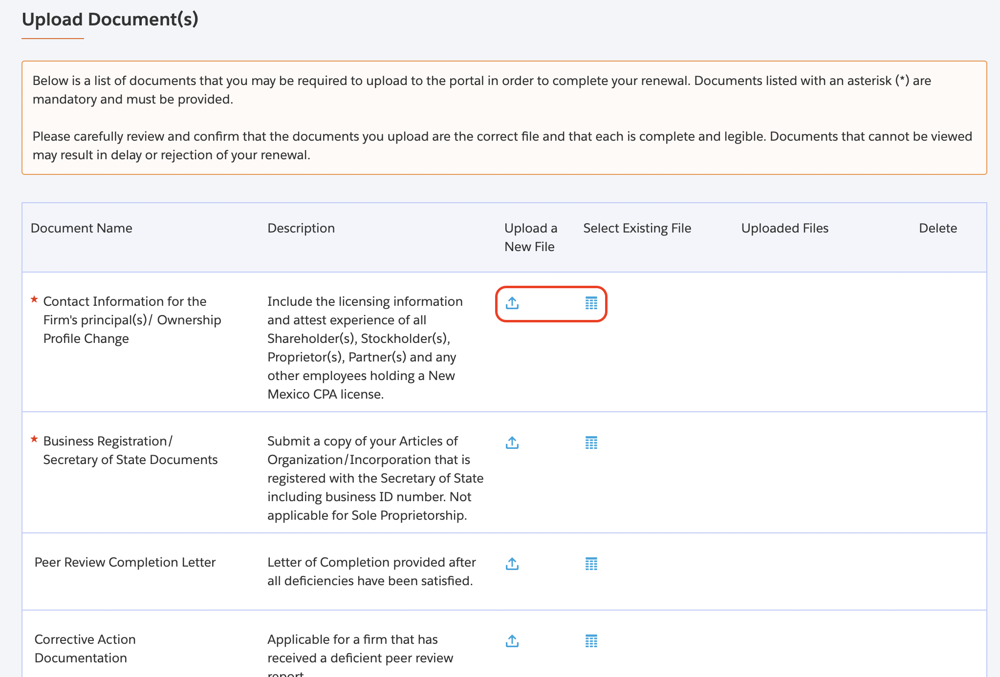 Upload Document(s)
Below is a list of documents that you may be required to upload to the portal in order to complete your renewal. Documents listed with an asterisk (*) are
mandatory and must be provided.
Please carefully review and confirm that the documents you upload are the correct file and that each is complete and legible. Documents that cannot be viewed
may result in delay or rejection of your renewal.
Document Name
Description
Upload a
New File
Select Existing File
Uploaded Files
Delete
Contact Information for the
Firm's principal(s)/ Ownership
Profile Change
Include the licensing information
and attest experience of all
Shareholder(s), Stockholder(s),
Proprietor(s), Partner(s) and any
other employees holding a New
Mexico CPA license.
Business Registration/
Secretary of State Documents
Submit a copy of your Articles of
Organization/Incorporation that is
registered with the Secretary of State
including business ID number. Not
applicable for Sole Proprietorship.
Peer Review Completion Letter
Letter of Completion provided after
all deficiencies have been satisfied.
Corrective Action
Documentation
Applicable for a firm that has
received a deficient peer review
report